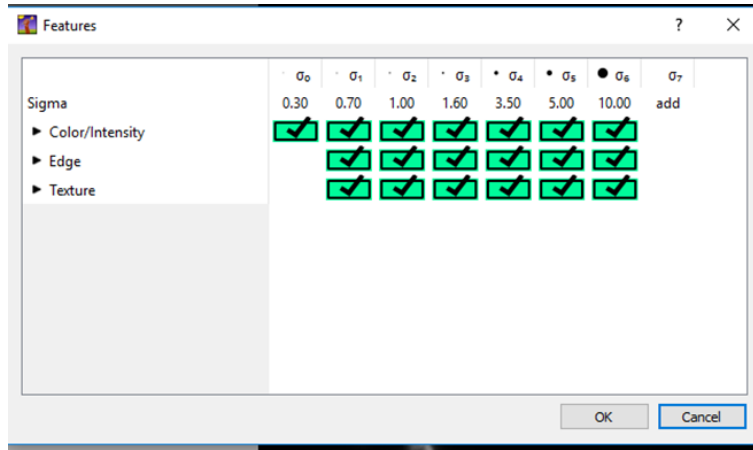 Features ? ×
σ₀ σ₁ σ₂ σ₃ σ₄ σ₅ σ₆ σ₇
Sigma 0.30 0.70 1.00 1.60 3.50 5.00 10.00 add
Color/Intensity
Edge
Texture
OK Cancel